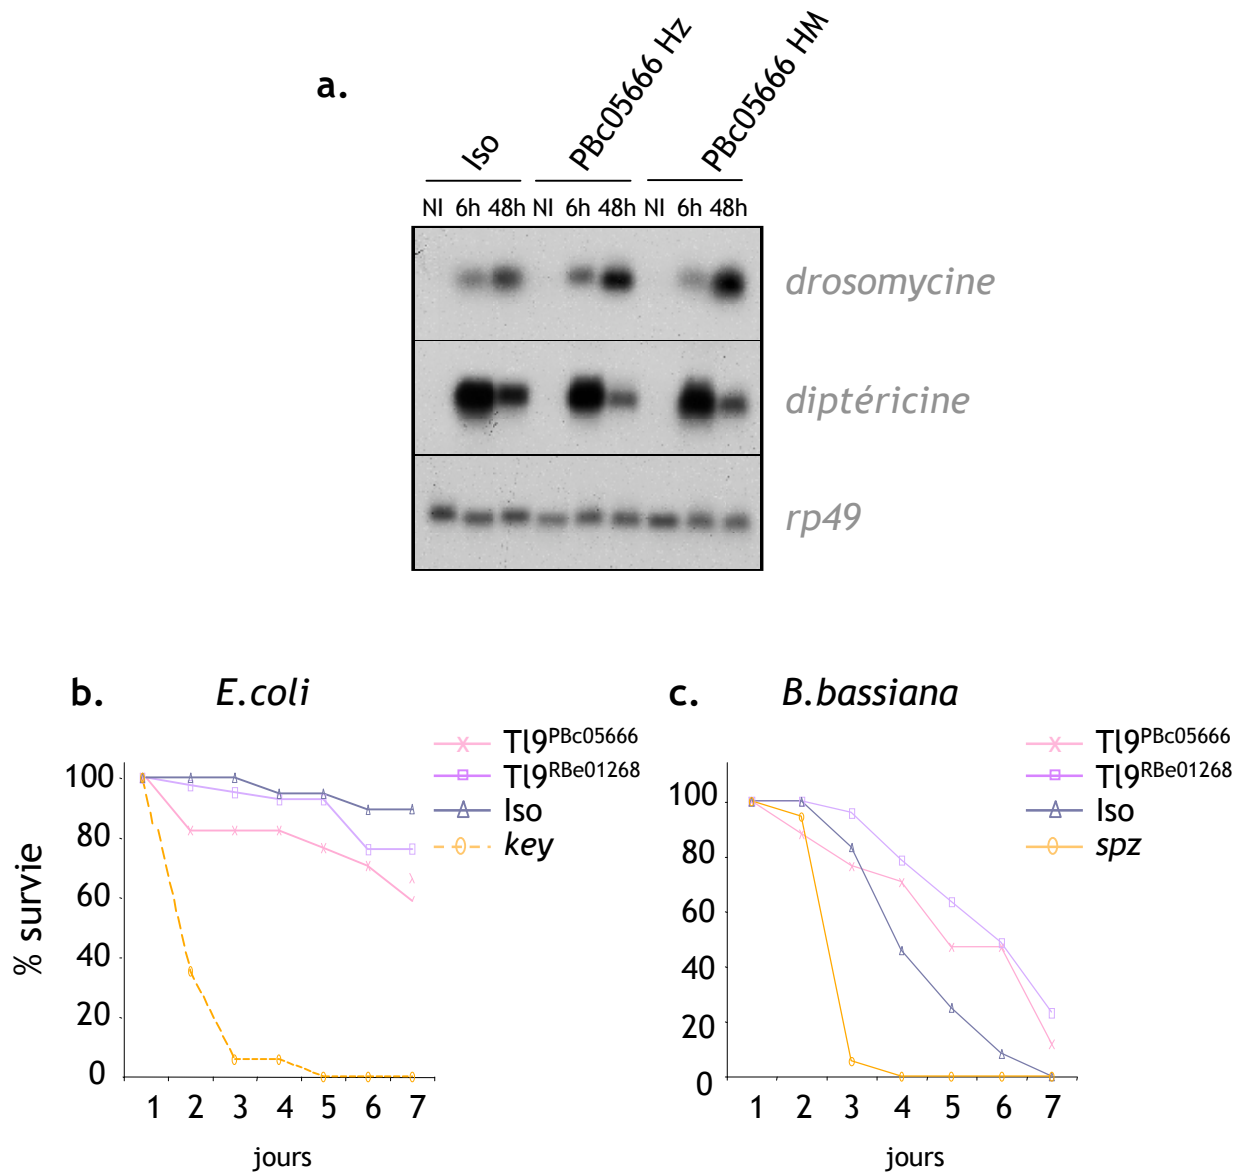 a.
Iso
PBc05666 Hz
PBc05666 HM
NI 6h 48h NI 6h 48h NI 6h 48h
drosomycine
diptéricine
rp49
b. E.coli
Tl9PBc05666
Tl9RBe01268
Iso
key
% survie
100
80
60
40
20
0
1 2 3 4 5 6 7
jours
c. B.bassiana
Tl9PBc05666
Tl9RBe01268
Iso
spz
100
80
60
40
20
0
1 2 3 4 5 6 7
jours